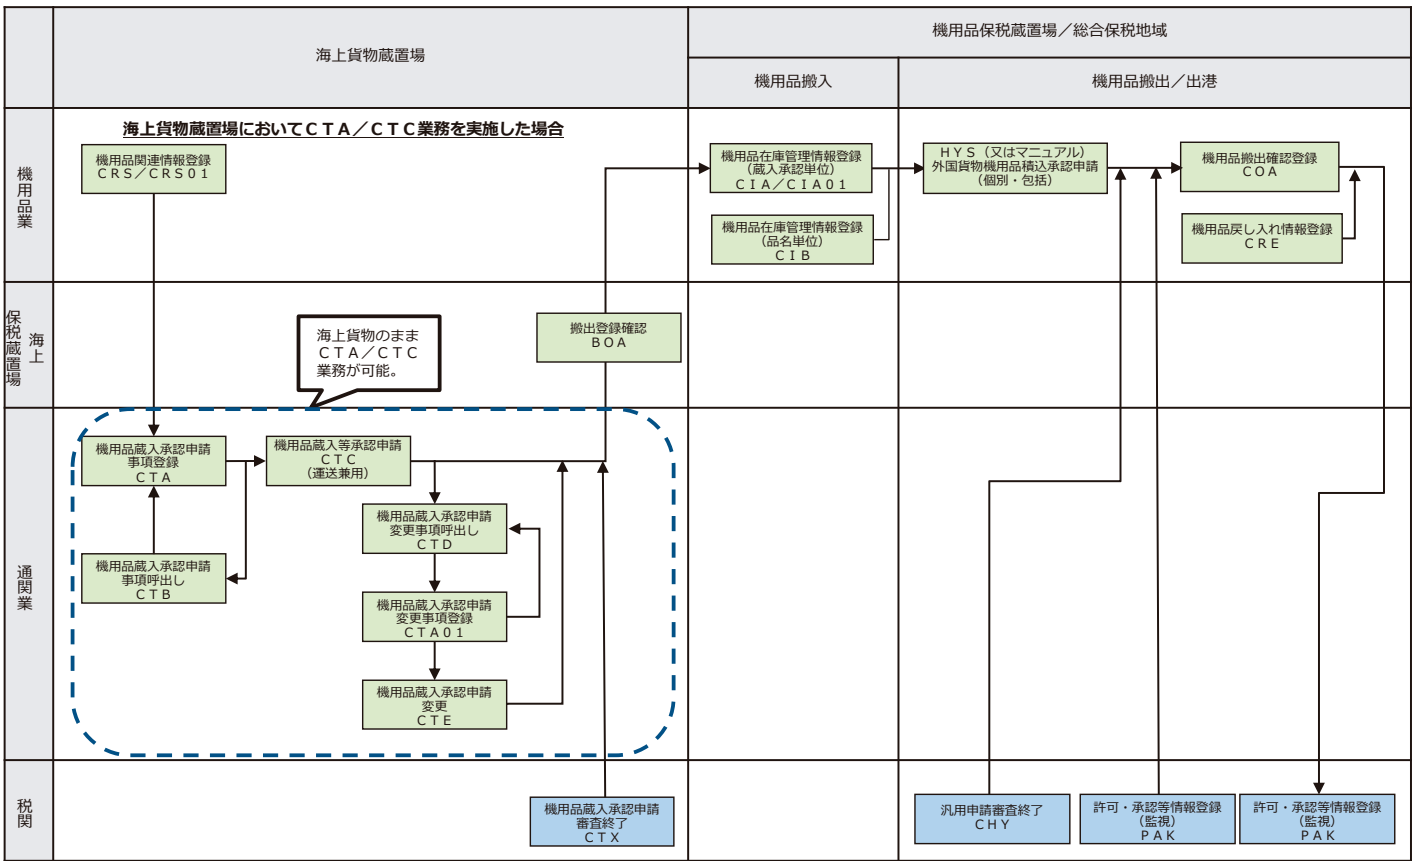 海上貨物蔵置場
機用品保税蔵置場／総合保税地域
機用品搬入
機用品搬出／出港
機用品業
海上貨物蔵置場においてＣＴＡ／ＣＴＣ業務を実施した場合
機用品関連情報登録
ＣＲＳ／ＣＲＳ０１
機用品在庫管理情報登録
（蔵入承認単位）
ＣＩＡ／ＣＩＡ０１
機用品在庫管理情報登録
（品名単位）
ＣＩＢ
ＨＹＳ（又はマニュアル）
外国貨物機用品積込承認申請
（個別・包括）
機用品搬出確認登録
ＣＯＡ
機用品戻し入れ情報登録
ＣＲＥ
海上
保税蔵置場
海上貨物のまま
ＣＴＡ／ＣＴＣ
業務が可能。
搬出登録確認
ＢＯＡ
通関業
機用品蔵入承認申請
事項登録
ＣＴＡ
機用品蔵入等承認申請
ＣＴＣ
（運送兼用）
機用品蔵入承認申請
事項呼出し
ＣＴＢ
機用品蔵入承認申請
変更事項呼出し
ＣＴＤ
機用品蔵入承認申請
変更事項登録
ＣＴＡ０１
機用品蔵入承認申請
変更
ＣＴＥ
税関
機用品蔵入承認申請
審査終了
ＣＴＸ
汎用申請審査終了
ＣＨＹ
許可・承認等情報登録
（監視）
ＰＡＫ
許可・承認等情報登録
（監視）
ＰＡＫ